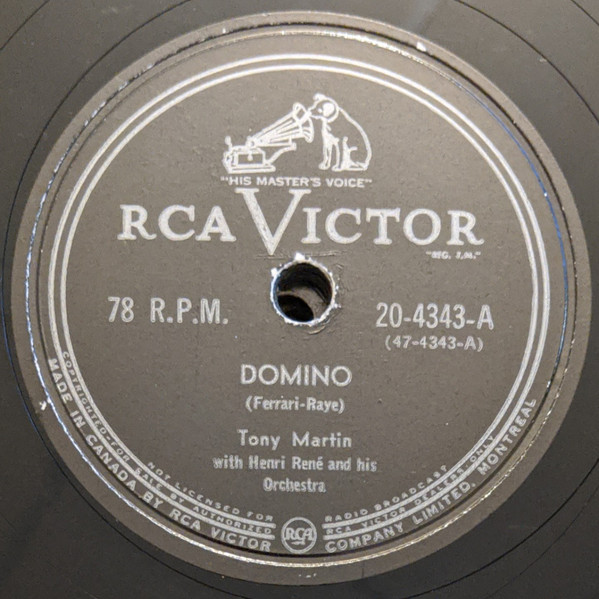 "HIS MASTER'S VOICE"
RCA VICTOR
"REG. T.M."
78 R.P.M.
20-4343-A
(47-4343-A)
DOMINO
(Ferrari-Raye)
Tony Martin
with Henri René and his
Orchestra
COPYRIGHTED-FOR SALE BY AUTHORIZED RCA VICTOR DEALERS ONLY
NOT LICENSED FOR RADIO BROADCAST
MADE IN CANADA BY RCA VICTOR COMPANY LIMITED, MONTREAL
RCA